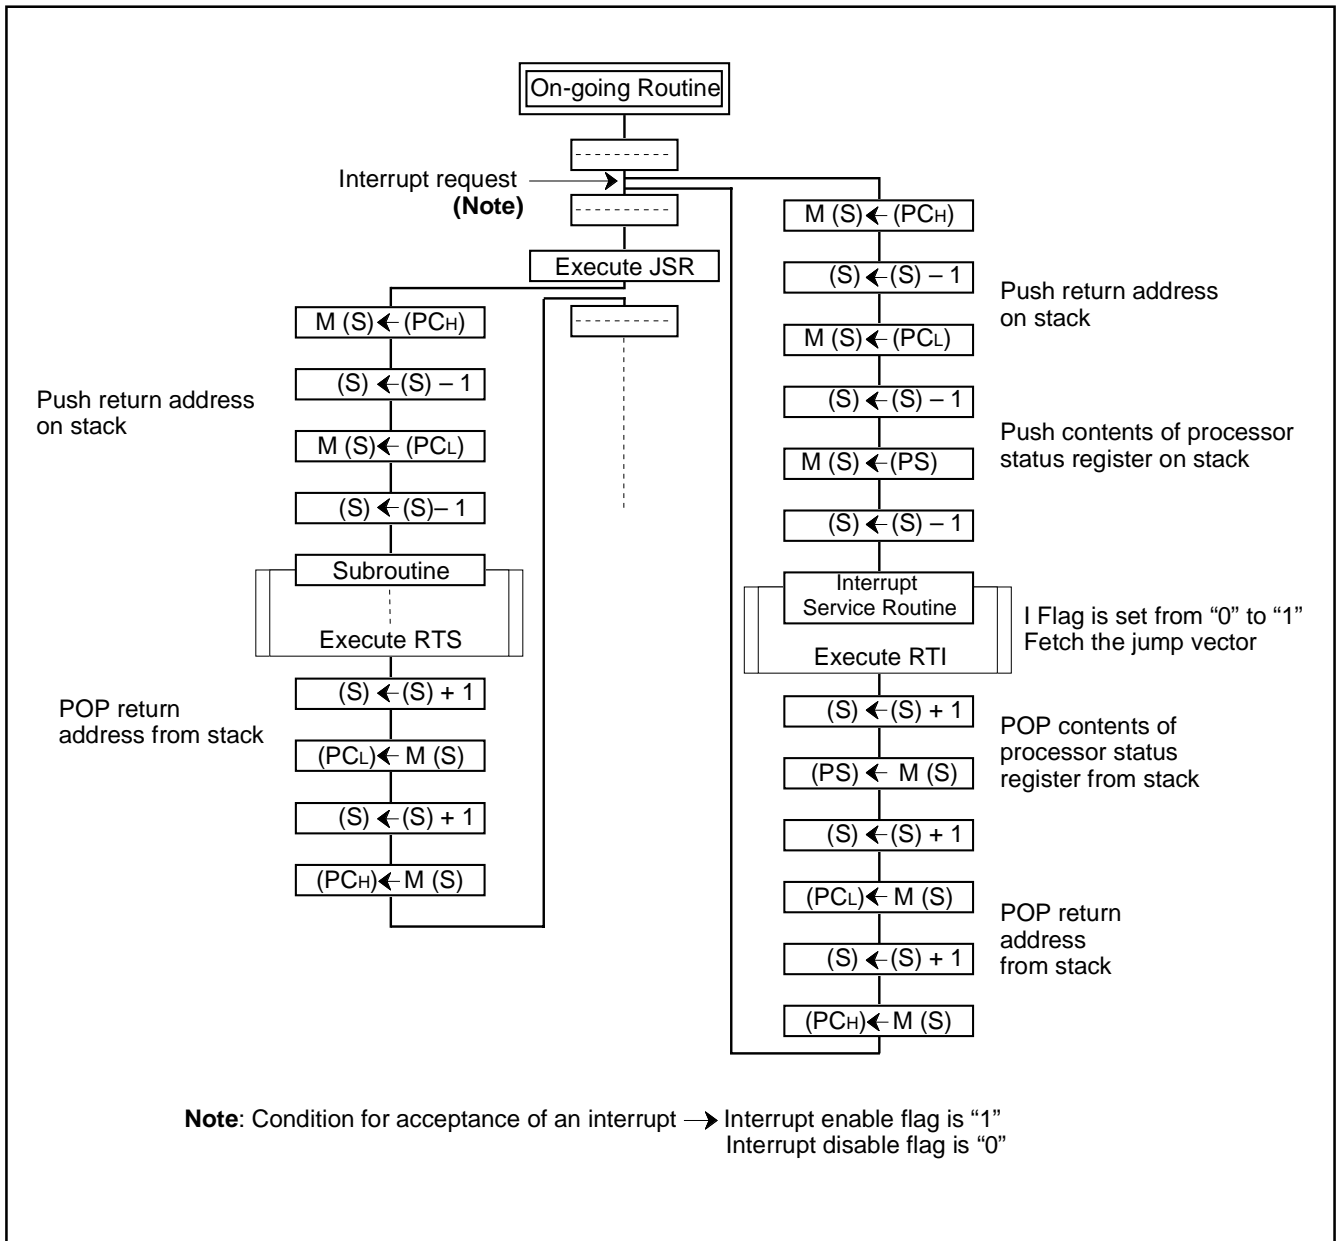 On-going Routine
Interrupt request
(Note)
Execute JSR
M (S) ← (PCH)
(S) ← (S) – 1
M (S) ← (PCL)
(S) ← (S)– 1
Push return address
on stack
Subroutine
Execute RTS
POP return
address from stack
(S) ← (S) + 1
(PCL) ← M (S)
(S) ← (S) + 1
(PCH) ← M (S)
M (S) ← (PCH)
(S) ← (S) – 1
M (S) ← (PCL)
(S) ← (S) – 1
M (S) ← (PS)
(S) ← (S) – 1
Push return address
on stack
Push contents of processor
status register on stack
Interrupt
Service Routine
Execute RTI
I Flag is set from “0” to “1”
Fetch the jump vector
(S) ← (S) + 1
(PS) ← M (S)
(S) ← (S) + 1
(PCL) ← M (S)
(S) ← (S) + 1
(PCH) ← M (S)
POP contents of
processor status
register from stack
POP return
address
from stack
Note: Condition for acceptance of an interrupt → Interrupt enable flag is “1”
Interrupt disable flag is “0”